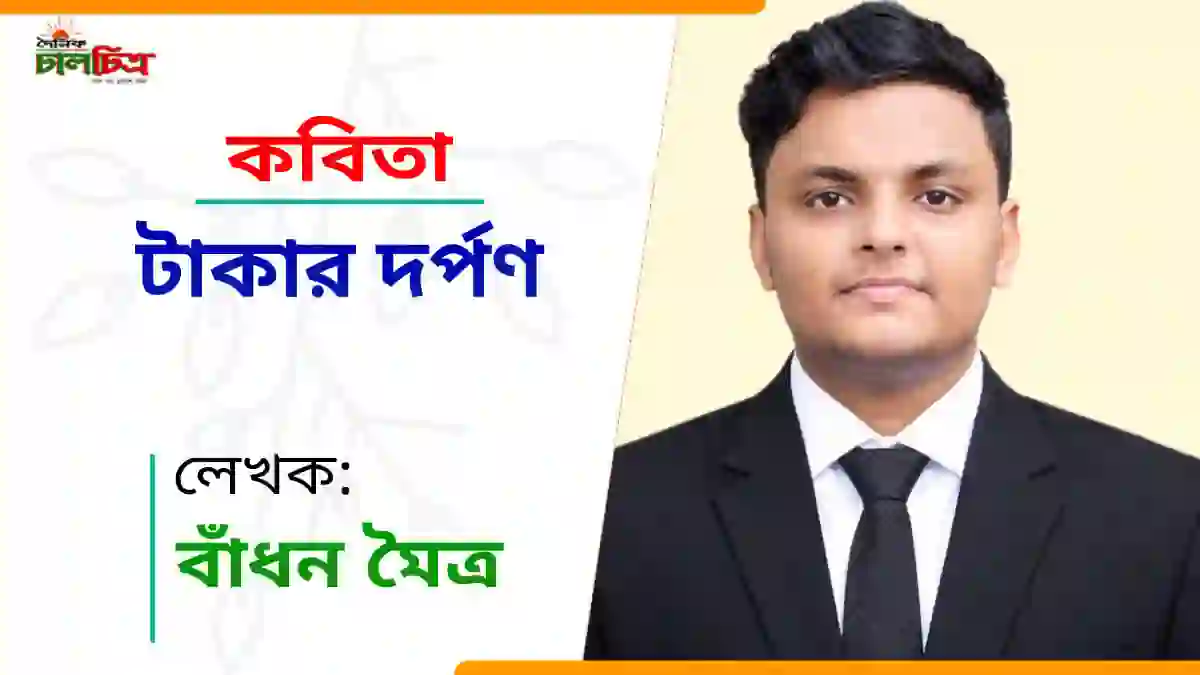 দৈনিক
চালচিত্র
কবিতা
টাকার দর্পণ
লেখক:
বাঁধন মৈত্র